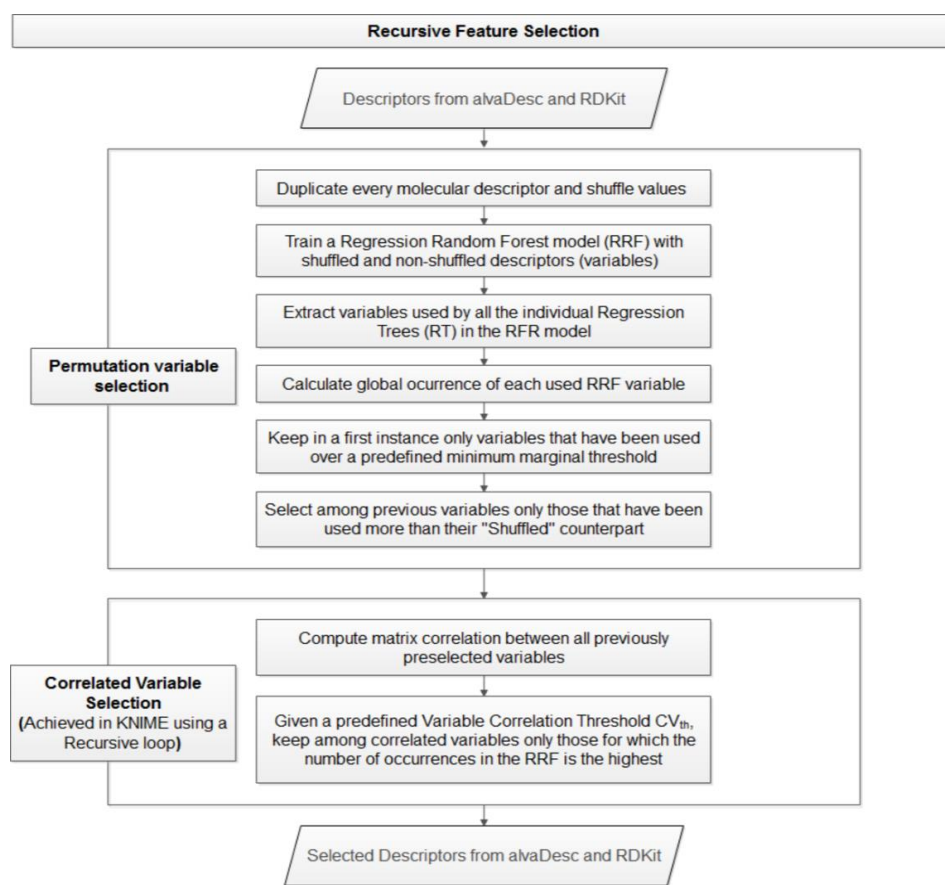 Recursive Feature Selection
Descriptors from alvaDesc and RDKit
Duplicate every molecular descriptor and shuffle values
Train a Regression Random Forest model (RRF) with
shuffled and non-shuffled descriptors (variables)
Extract variables used by all the individual Regression
Trees (RT) in the RFR model
Permutation variable
selection
Calculate global ocurrence of each used RRF variable
Keep in a first instance only variables that have been used
over a predefined minimum marginal threshold
Select among previous variables only those that have been
used more than their "Shuffled" counterpart
Compute matrix correlation between all previously
preselected variables
Correlated Variable
Selection
(Achieved in KNIME using a
Recursive loop)
Given a predefined Variable Correlation Threshold CVth,
keep among correlated variables only those for which the
number of occurrences in the RRF is the highest
Selected Descriptors from alvaDesc and RDKit